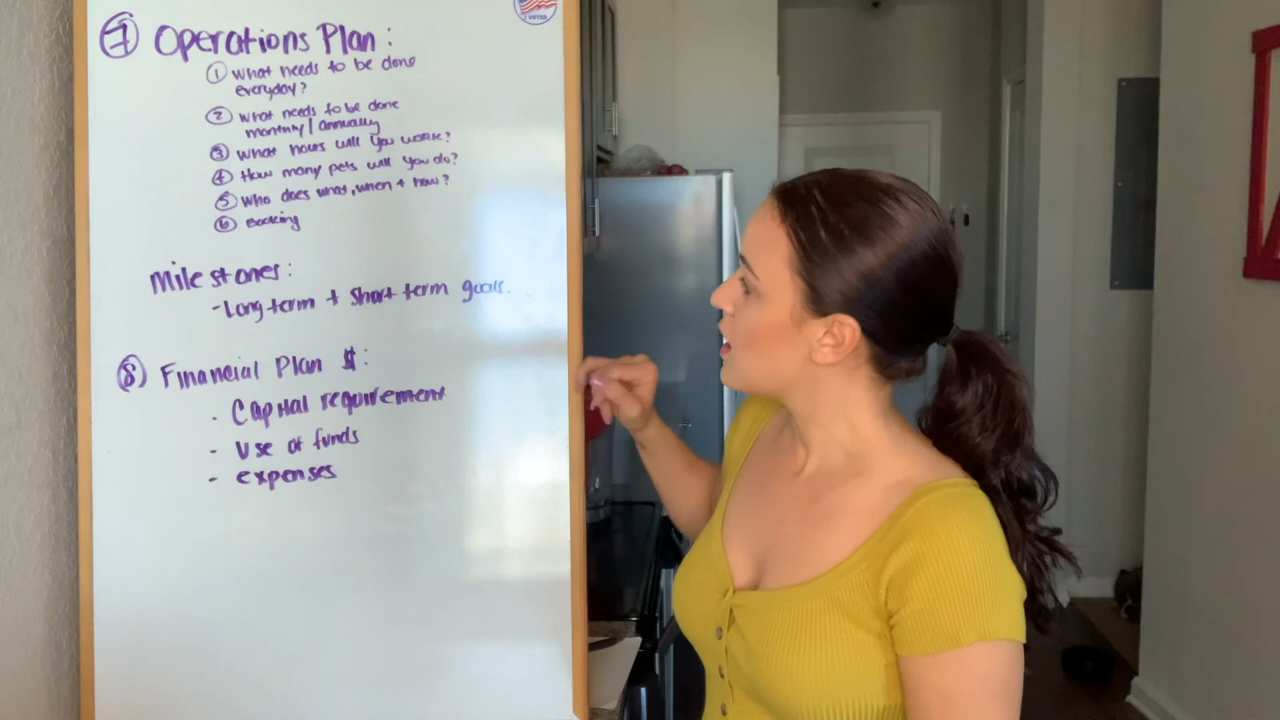 7 Operations Plan:
1 What needs to be done
everyday?
2 What needs to be done
monthly/annually
3 What hours will you work?
4 How many pets will you do?
5 Who does what, when + how?
6 Booking
Milestones:
-Long term + Short term goals.
8 Financial Plan $:
- Capital requirement
- Use of funds
- expenses
I VOTED